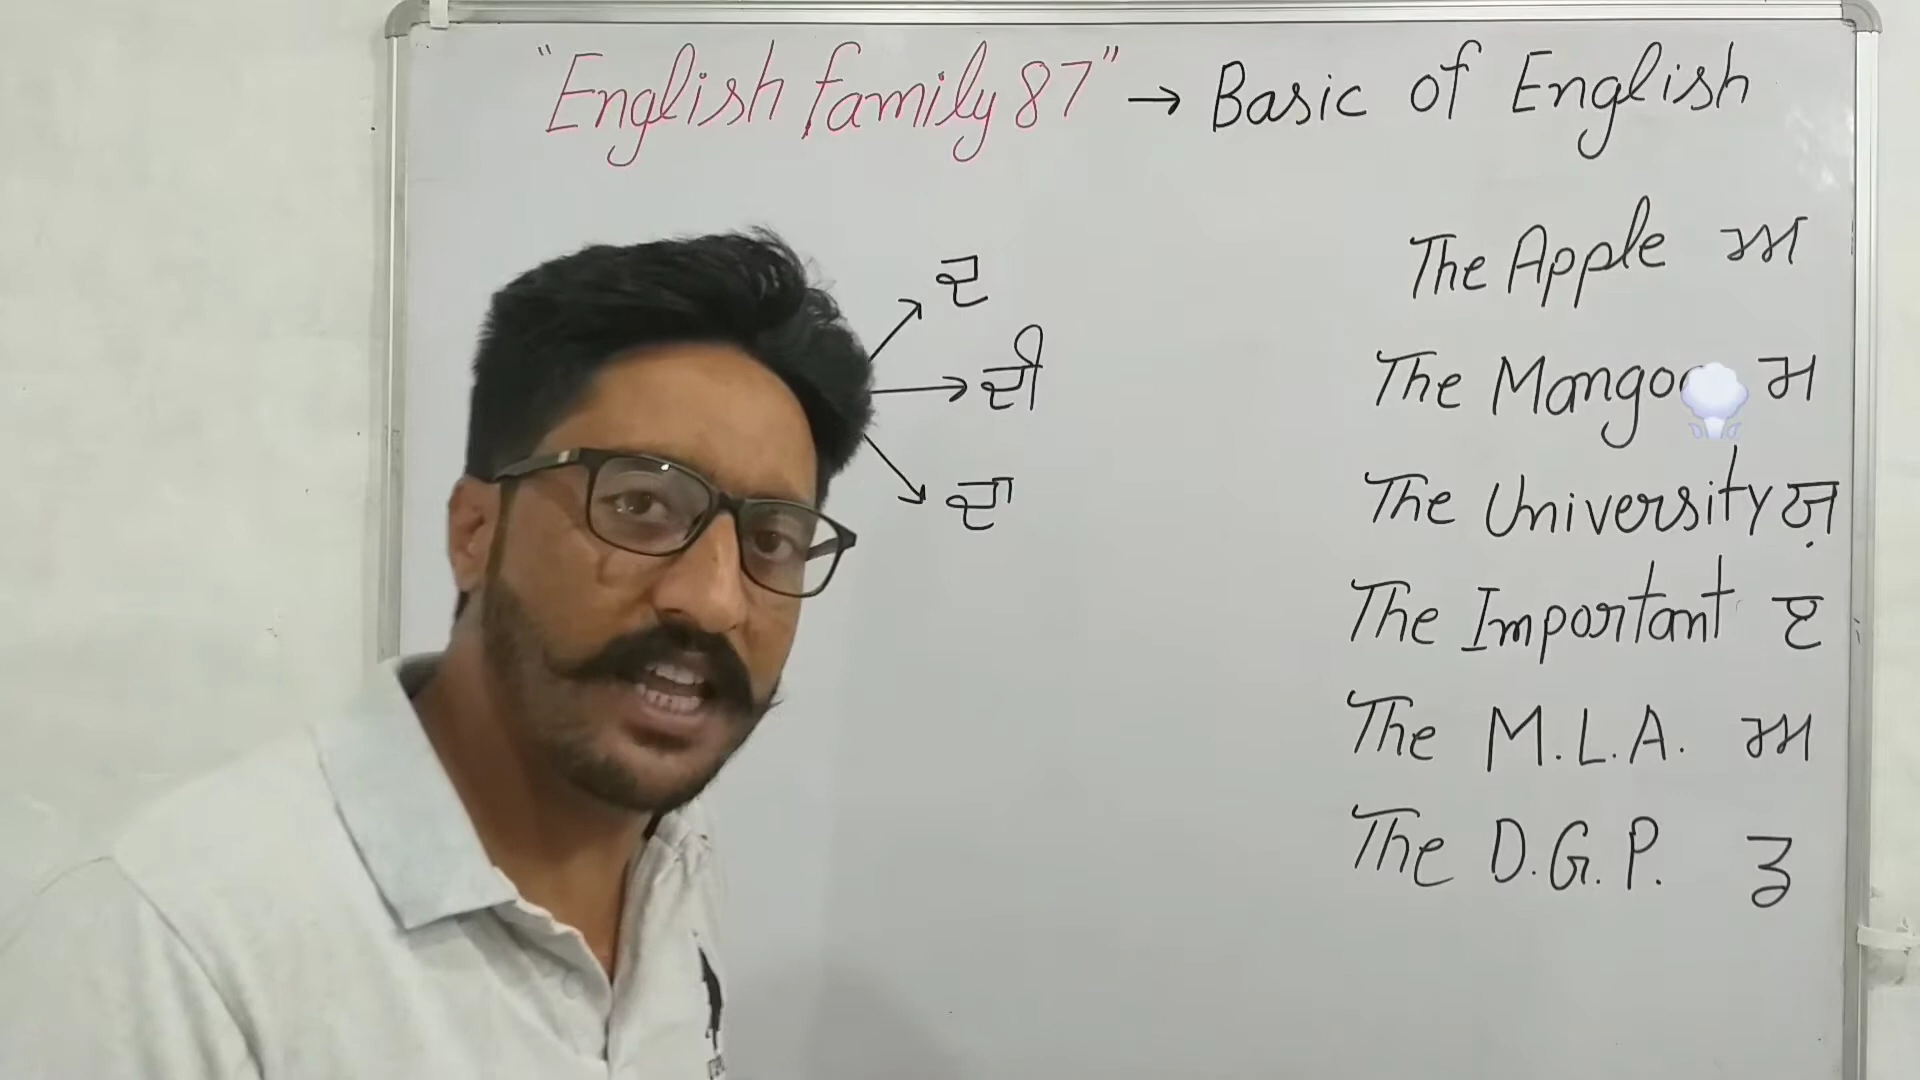 "English family 87" → Basic of English
ਦ
ਦੀ
ਦਾ
The Apple ਅ
The Mango ਮ
The University ਯ
The Important ੲ
The M.L.A. ਅ
The D.G.P. ਡ